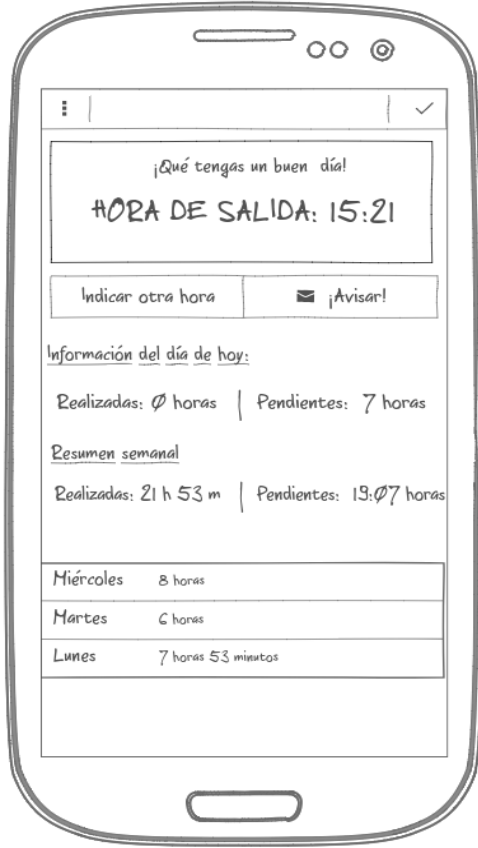 ¡Qué tengas un buen día!
HORA DE SALIDA: 15:21
Indicar otra hora
¡Avisar!
Información del día de hoy:
Realizadas: Ø horas | Pendientes: 7 horas
Resumen semanal
Realizadas: 21 h 53 m | Pendientes: 19:Ø7 horas
Miércoles 8 horas
Martes 6 horas
Lunes 7 horas 53 minutos